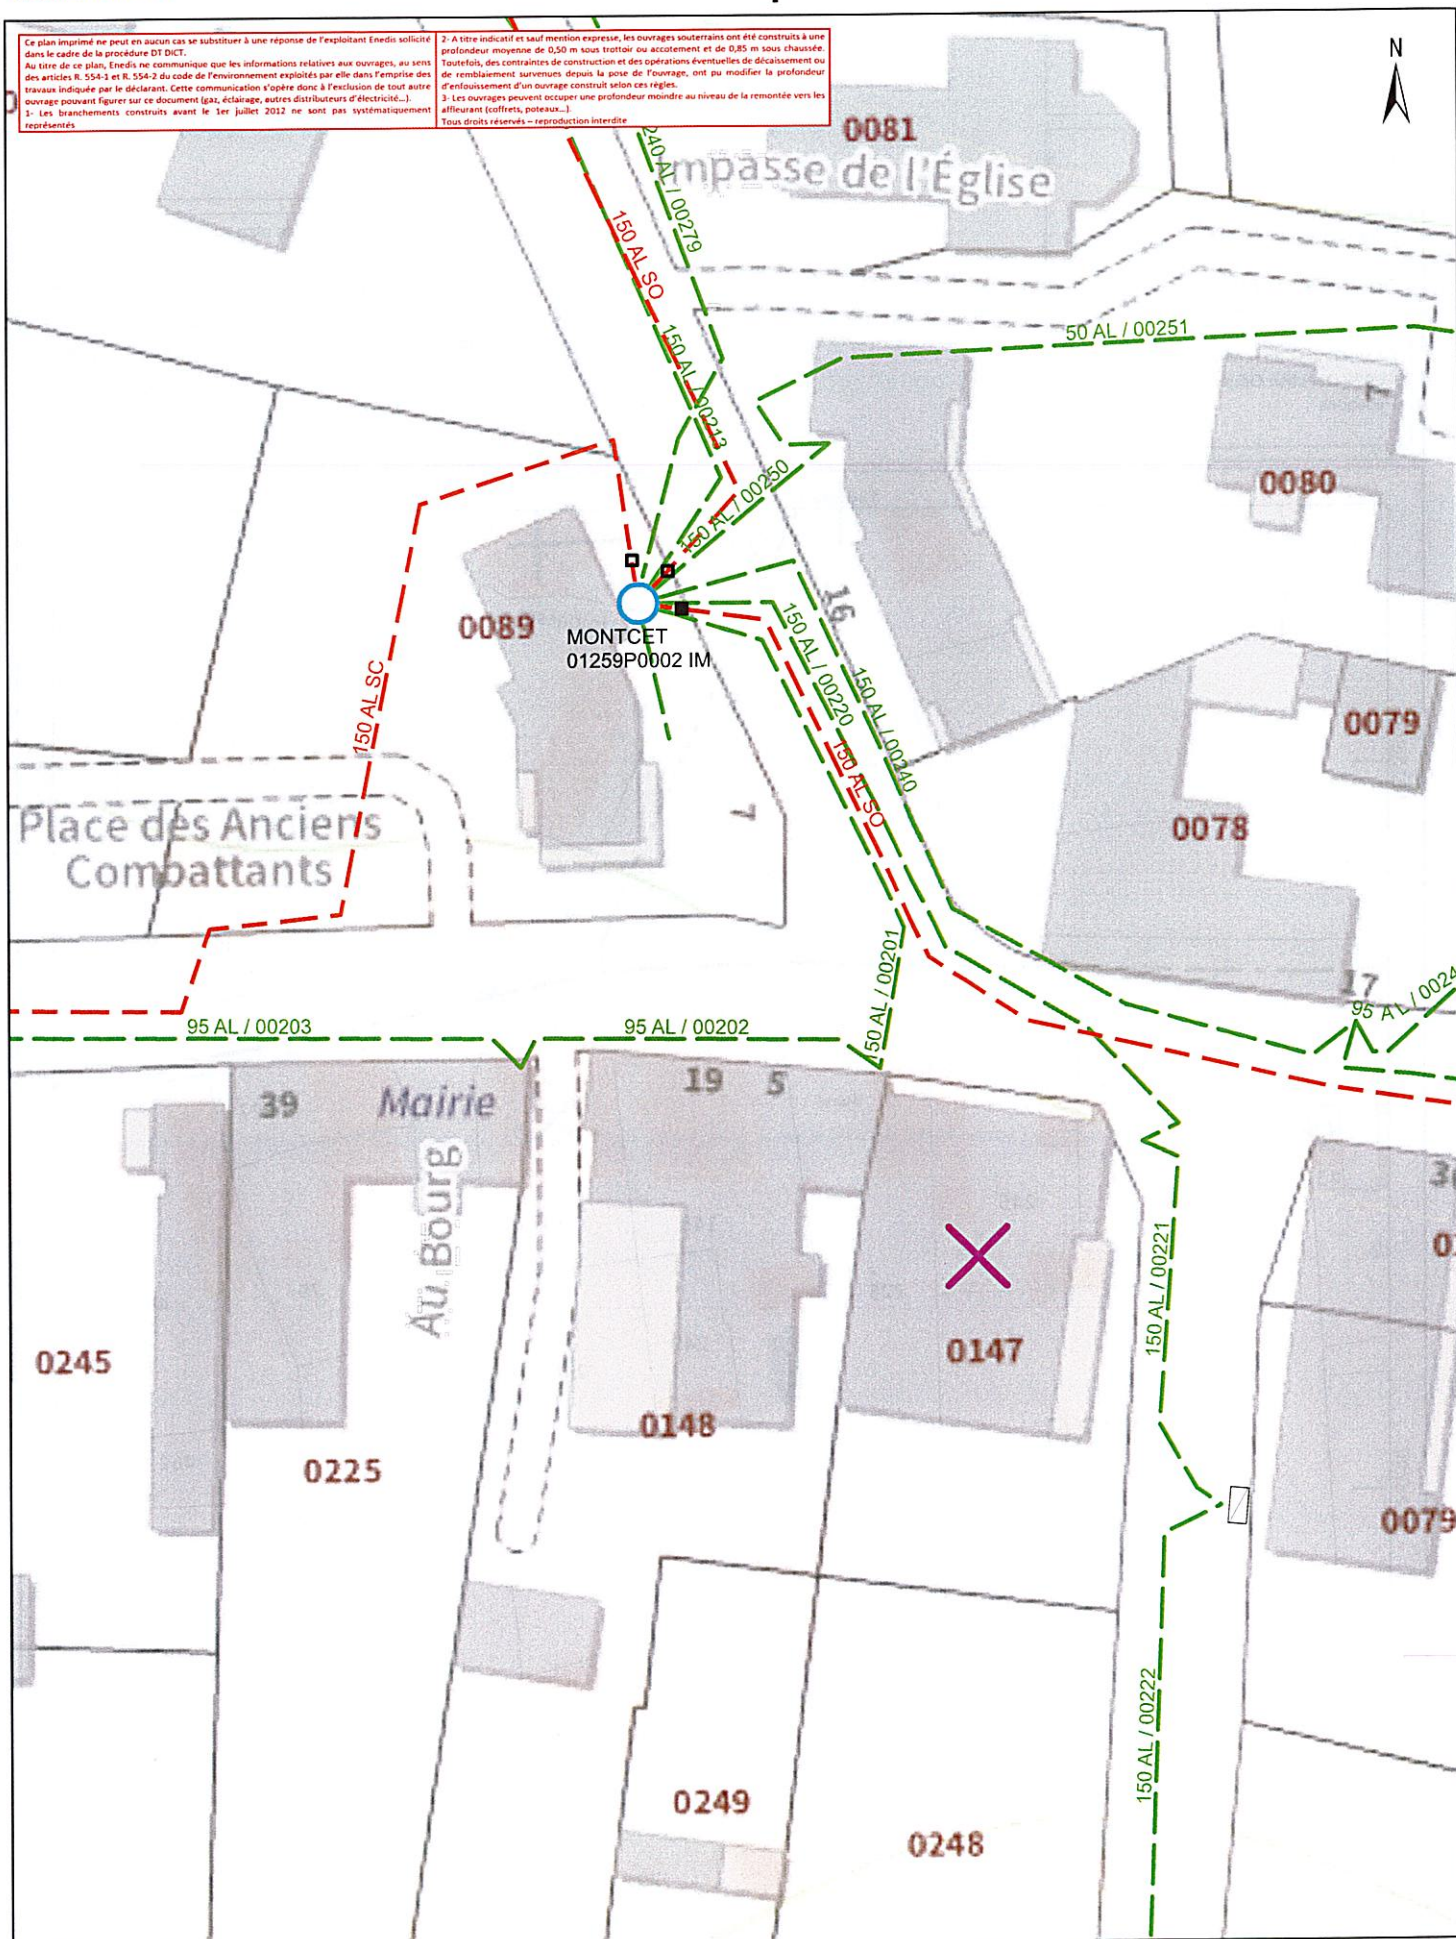 Ce plan imprimé ne peut en aucun cas se substituer à une réponse de l'exploitant Enedis sollicité
dans le cadre de la procédure DT DICT.
Au titre de ce plan, Enedis ne communique que les informations relatives aux ouvrages, au sens
des articles R. 554-1 et R. 554-2 du code de l'environnement exploités par elle dans l'emprise des
travaux indiquée par le déclarant. Cette communication s'opère donc à l'exclusion de tout autre
ouvrage pouvant figurer sur ce document (gaz, éclairage, autres distributeurs d'électricité...).
1- Les branchements construits avant le 1er juillet 2012 ne sont pas systématiquement
représentés
2- A titre indicatif et sauf mention expresse, les ouvrages souterrains ont été construits à une
profondeur moyenne de 0,50 m sous trottoir ou accotement et de 0,85 m sous chaussée.
Toutefois, des contraintes de construction et des opérations éventuelles de décaissement ou
de remblaiement survenues depuis la pose de l'ouvrage, ont pu modifier la profondeur
d'enfouissement d'un ouvrage construit selon ces règles.
3- Les ouvrages peuvent occuper une profondeur moindre au niveau de la remontée vers les
affleurant (coffrets, poteaux...).
Tous droits réservés – reproduction interdite
N
0081
mpasse de l'Église
240 AL / 00279
150 AL SO
150 AL / 00213
50 AL / 00251
7
0080
150 AL / 00250
16
0089
MONTCET
01259P0002 IM
150 AL / 00220
150 AL / 00240
150 AL SC
150 AL SO
0079
7
0078
Place des Anciens
Combattants
150 AL / 00201
17
95 AL / 0024
95 AL / 00203
95 AL / 00202
39
Mairie
19
5
Au Bourg
150 AL / 00221
0147
0245
0148
0225
0079
150 AL / 00222
0249
0248